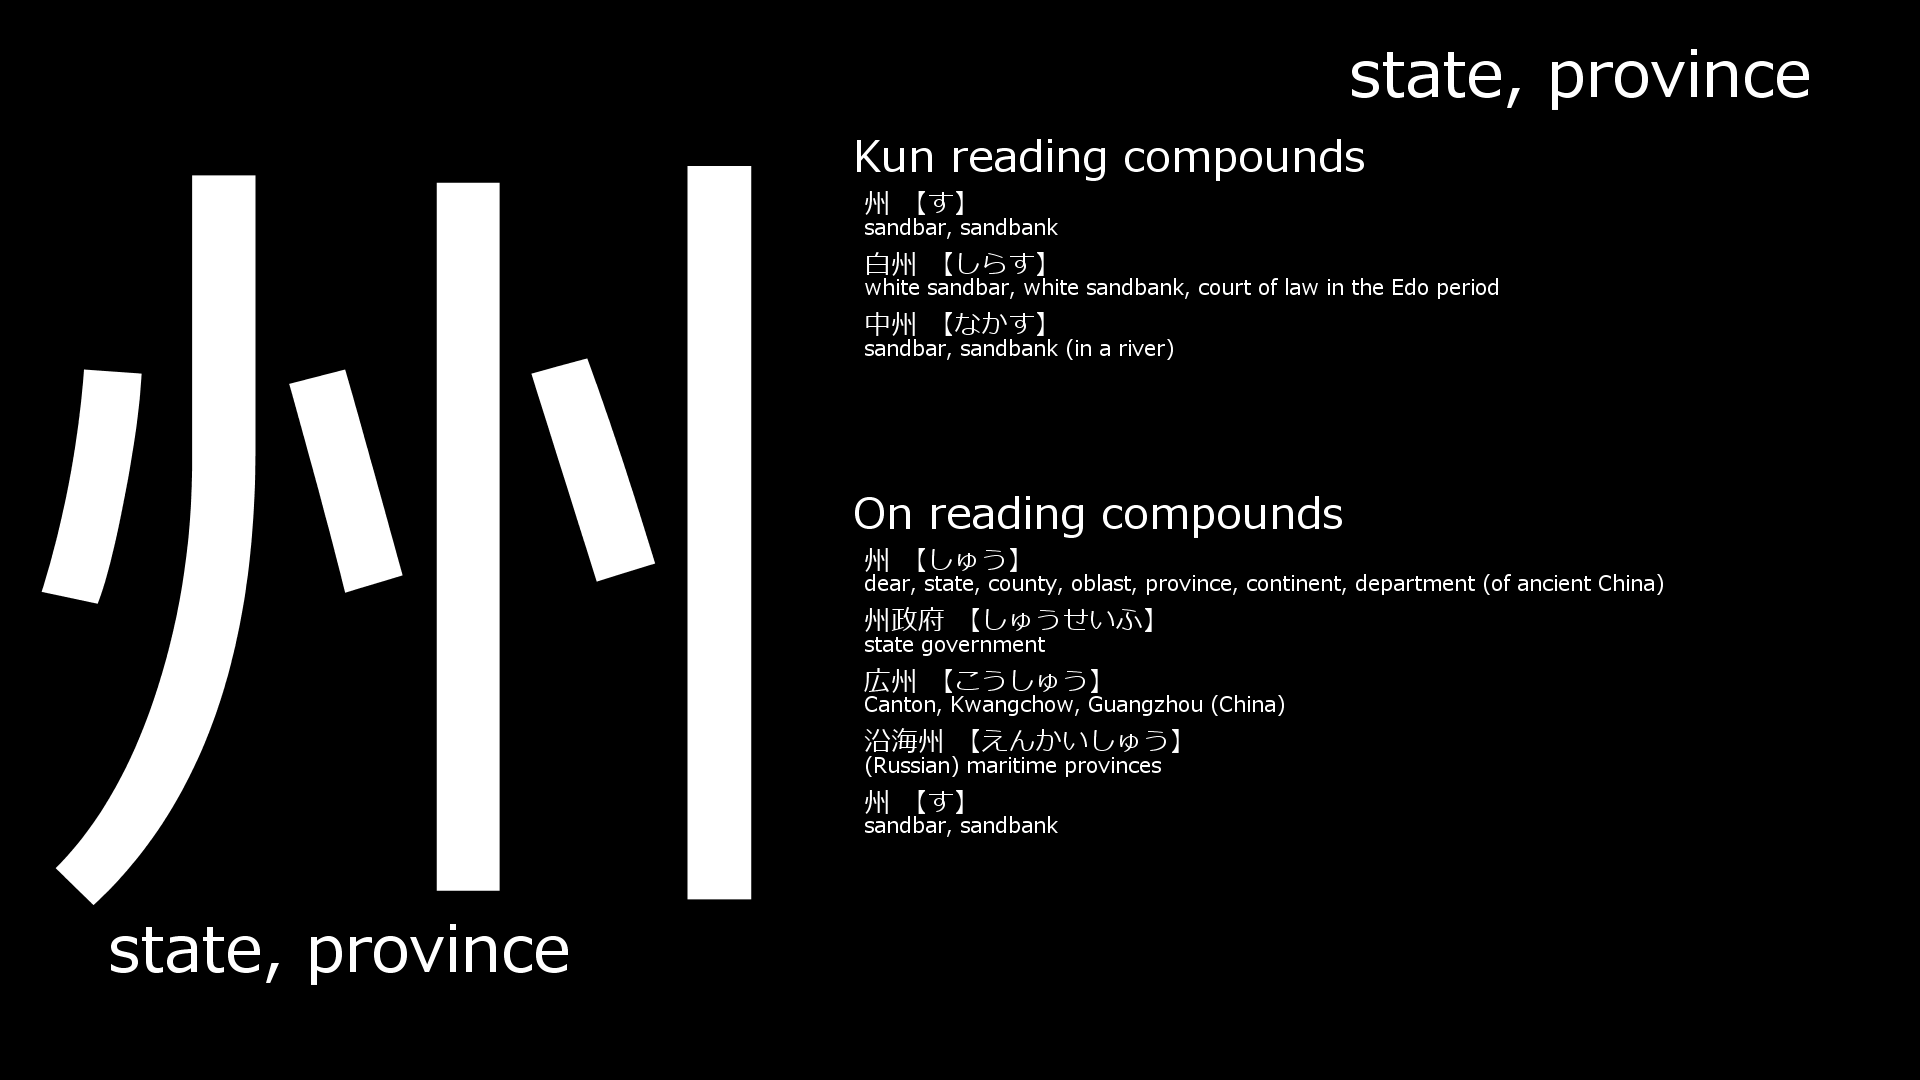 州
state, province
state, province
Kun reading compounds
州 【す】
sandbar, sandbank
白州 【しらす】
white sandbar, white sandbank, court of law in the Edo period
中州 【なかす】
sandbar, sandbank (in a river)
On reading compounds
州 【しゅう】
dear, state, county, oblast, province, continent, department (of ancient China)
州政府 【しゅうせいふ】
state government
広州 【こうしゅう】
Canton, Kwangchow, Guangzhou (China)
沿海州 【えんかいしゅう】
(Russian) maritime provinces
州 【す】
sandbar, sandbank